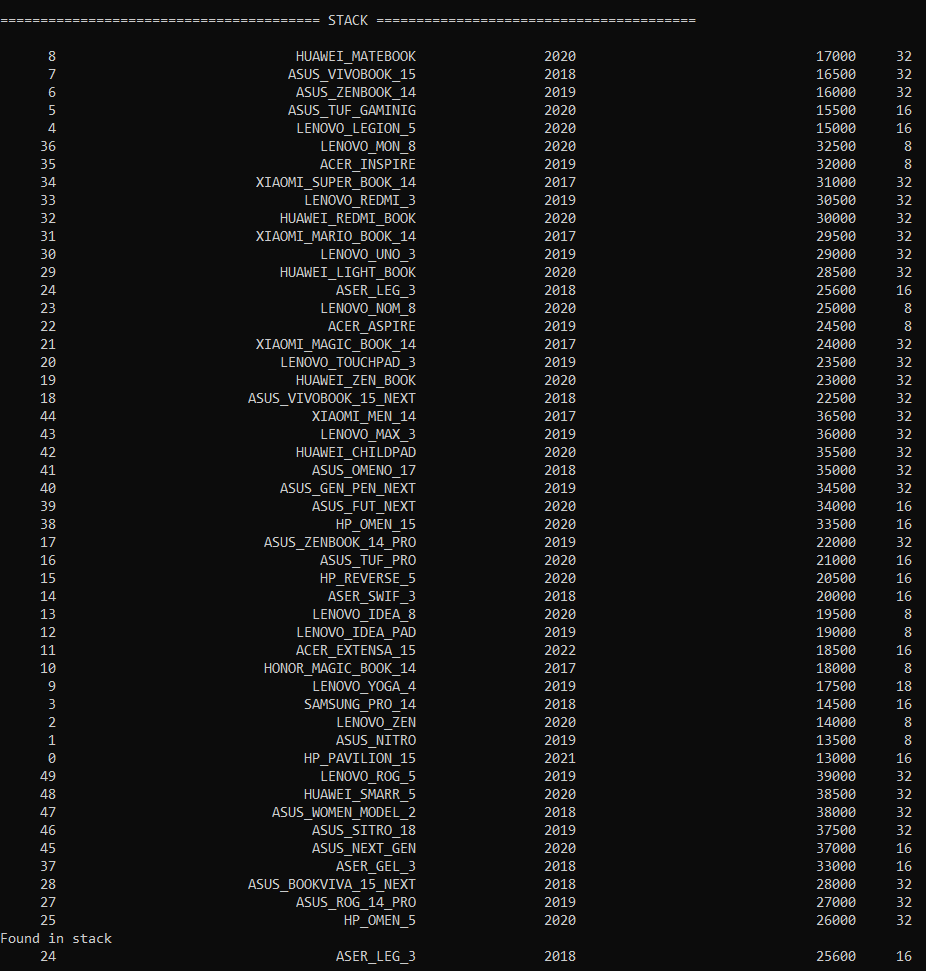 ======================================== STACK ========================================
8 HUAWEI_MATEBOOK 2020 17000 32
7 ASUS_VIVOBOOK_15 2018 16500 32
6 ASUS_ZENBOOK_14 2019 16000 32
5 ASUS_TUF_GAMINIG 2020 15500 16
4 LENOVO_LEGION_5 2020 15000 16
36 LENOVO_MON_8 2020 32500 8
35 ACER_INSPIRE 2019 32000 8
34 XIAOMI_SUPER_BOOK_14 2017 31000 32
33 LENOVO_REDMI_3 2019 30500 32
32 HUAWEI_REDMI_BOOK 2020 30000 32
31 XIAOMI_MARIO_BOOK_14 2017 29500 32
30 LENOVO_UNO_3 2019 29000 32
29 HUAWEI_LIGHT_BOOK 2020 28500 32
24 ASER_LEG_3 2018 25600 16
23 LENOVO_NOM_8 2020 25000 8
22 ACER_ASPIRE 2019 24500 8
21 XIAOMI_MAGIC_BOOK_14 2017 24000 32
20 LENOVO_TOUCHPAD_3 2019 23500 32
19 HUAWEI_ZEN_BOOK 2020 23000 32
18 ASUS_VIVOBOOK_15_NEXT 2018 22500 32
44 XIAOMI_MEN_14 2017 36500 32
43 LENOVO_MAX_3 2019 36000 32
42 HUAWEI_CHILDPAD 2020 35500 32
41 ASUS_OMENO_17 2018 35000 32
40 ASUS_GEN_PEN_NEXT 2019 34500 32
39 ASUS_FUT_NEXT 2020 34000 16
38 HP_OMEN_15 2020 33500 16
17 ASUS_ZENBOOK_14_PRO 2019 22000 32
16 ASUS_TUF_PRO 2020 21000 16
15 HP_REVERSE_5 2020 20500 16
14 ASER_SWIF_3 2018 20000 16
13 LENOVO_IDEA_8 2020 19500 8
12 LENOVO_IDEA_PAD 2019 19000 8
11 ACER_EXTENSA_15 2022 18500 16
10 HONOR_MAGIC_BOOK_14 2017 18000 8
9 LENOVO_YOGA_4 2019 17500 18
3 SAMSUNG_PRO_14 2018 14500 16
2 LENOVO_ZEN 2020 14000 8
1 ASUS_NITRO 2019 13500 8
0 HP_PAVILION_15 2021 13000 16
49 LENOVO_ROG_5 2019 39000 32
48 HUAWEI_SMARR_5 2020 38500 32
47 ASUS_WOMEN_MODEL_2 2018 38000 32
46 ASUS_SITRO_18 2019 37500 32
45 ASUS_NEXT_GEN 2020 37000 16
37 ASER_GEL_3 2018 33000 16
28 ASUS_BOOKVIVA_15_NEXT 2018 28000 32
27 ASUS_ROG_14_PRO 2019 27000 32
25 HP_OMEN_5 2020 26000 32
Found in stack
24 ASER_LEG_3 2018 25600 16